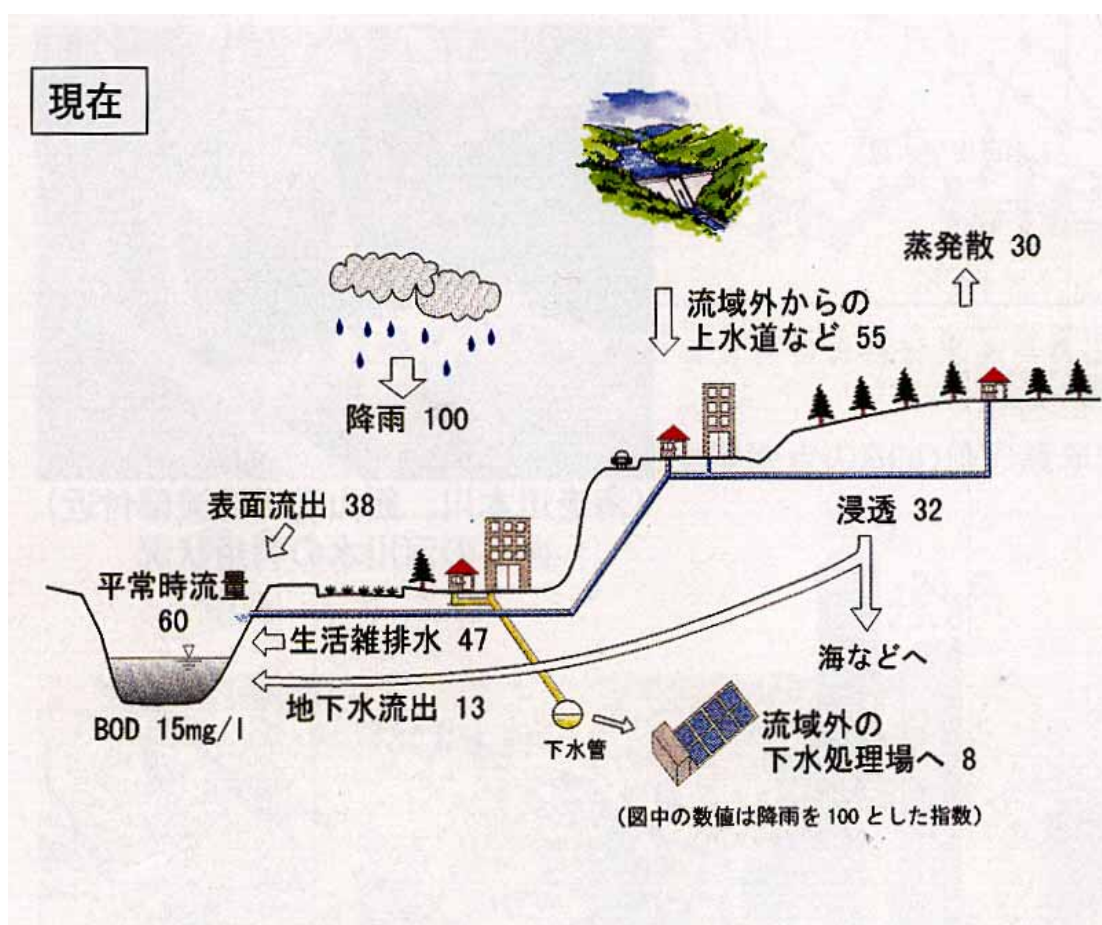 現在
蒸発散 30
流域外からの
上水道など 55
降雨 100
表面流出 38
浸透 32
平常時流量
60
生活雑排水 47
海などへ
地下水流出 13
BOD 15mg/l
下水管
流域外の
下水処理場へ 8
(図中の数値は降雨を 100 とした指数)